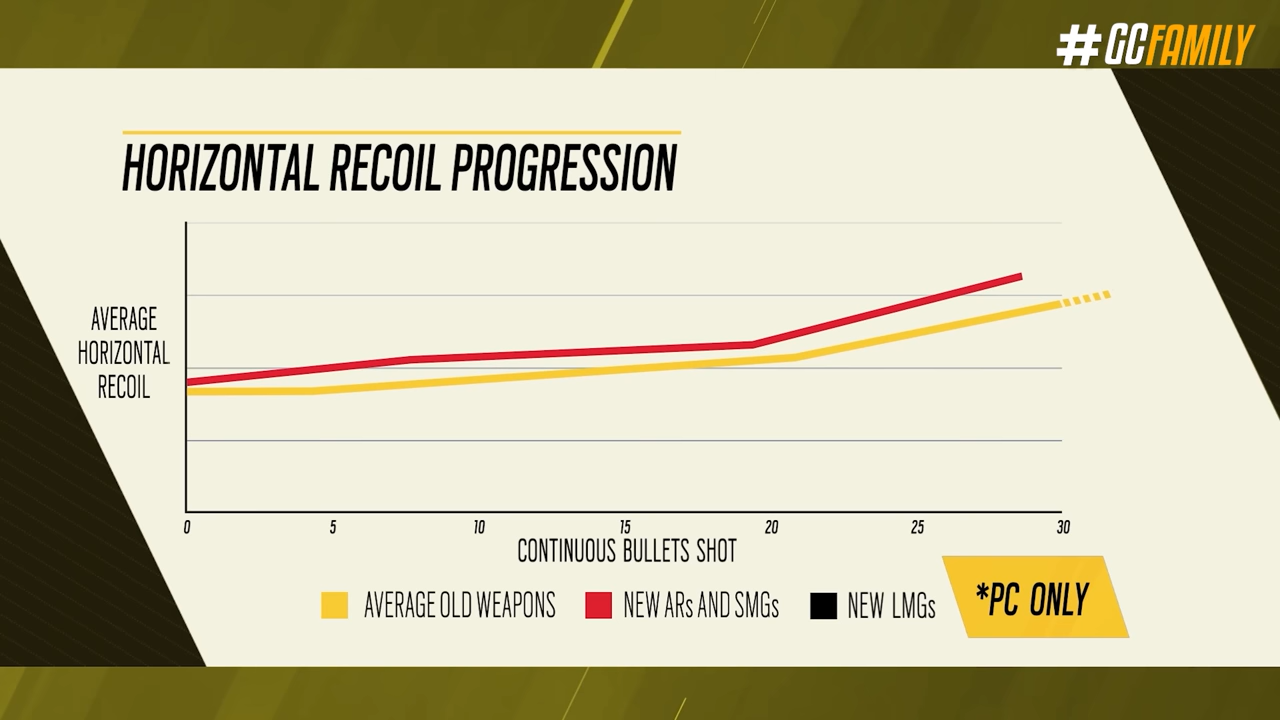 #GCFAMILY
HORIZONTAL RECOIL PROGRESSION
AVERAGE
HORIZONTAL
RECOIL
0 5 10 15 20 25 30
CONTINUOUS BULLETS SHOT
AVERAGE OLD WEAPONS NEW ARs AND SMGs NEW LMGs
*PC ONLY